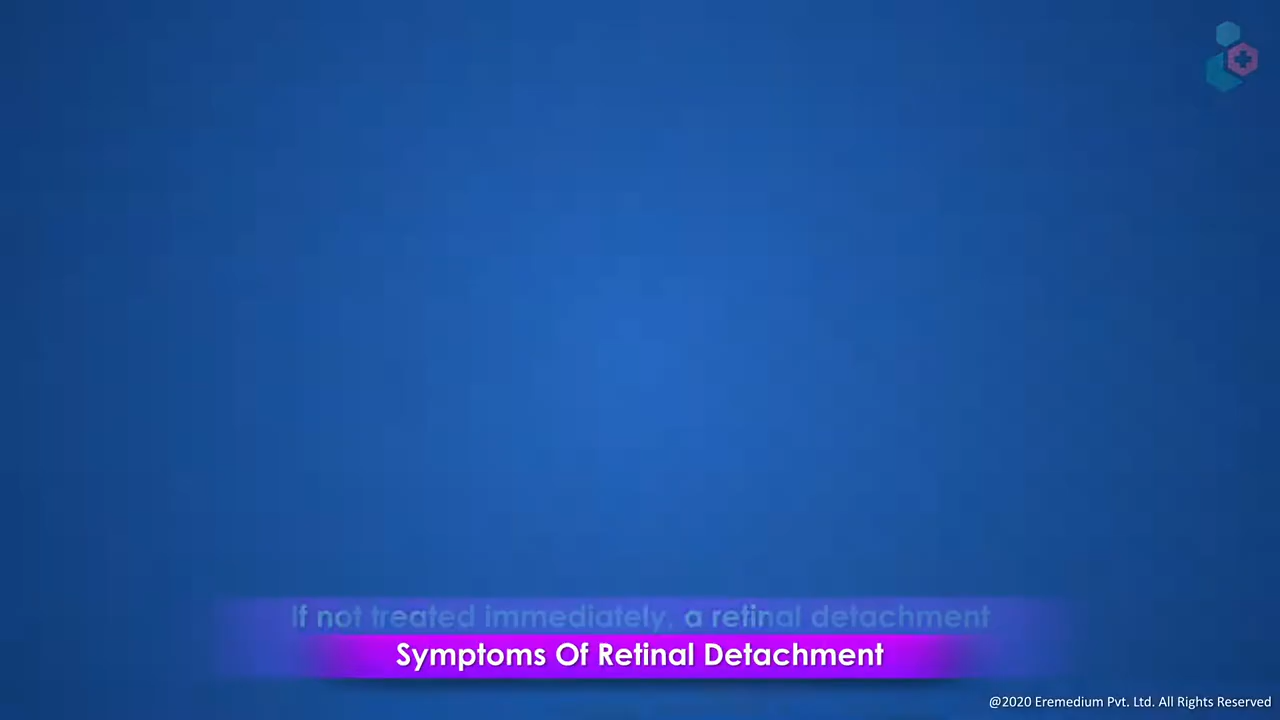 If not treated immediately, a retinal detachment
Symptoms Of Retinal Detachment
@2020 Eremedium Pvt. Ltd. All Rights Reserved